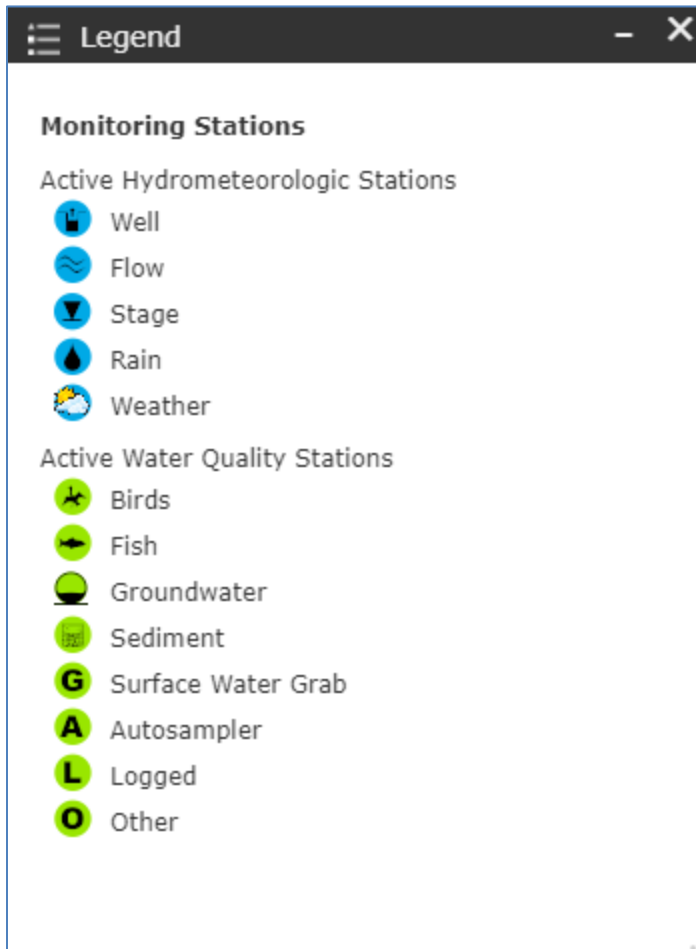 Legend
Monitoring Stations
Active Hydrometeorologic Stations
Well
Flow
Stage
Rain
Weather
Active Water Quality Stations
Birds
Fish
Groundwater
Sediment
G Surface Water Grab
A Autosampler
L Logged
O Other